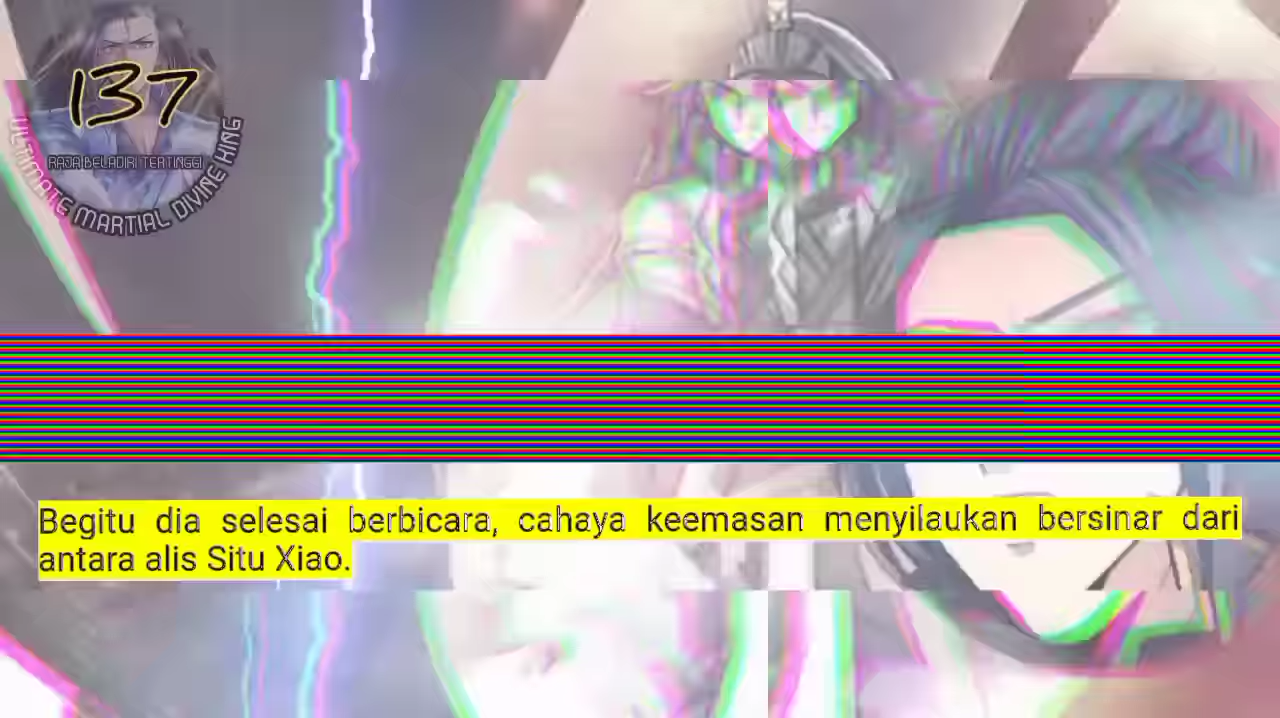 137
RAJA BELADIRI TERTINGGI
ULTIMATE MARTIAL DIVINE KING
Begitu dia selesai berbicara, cahaya keemasan menyilaukan bersinar dari
antara alis Situ Xiao.